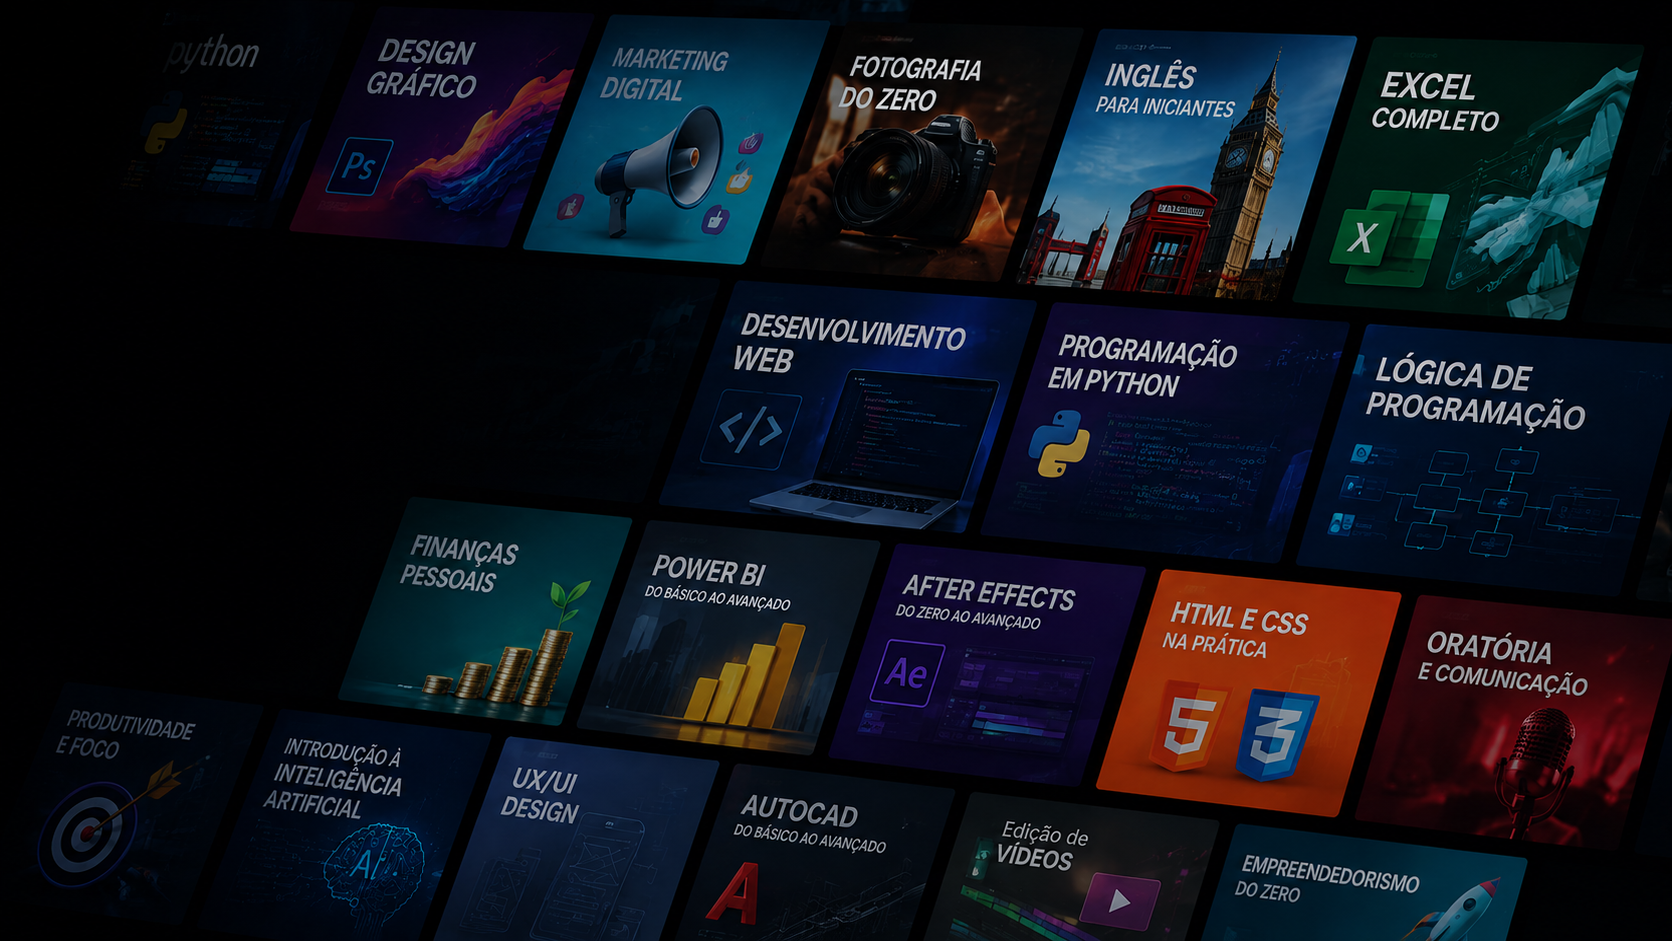 python
DESIGN
GRÁFICO
Ps
MARKETING
DIGITAL
FOTOGRAFIA
DO ZERO
INGLÊS
PARA INICIANTES
EXCEL
COMPLETO
X
DESENVOLVIMENTO
WEB
</>
PROGRAMAÇÃO
EM PYTHON
LÓGICA DE
PROGRAMAÇÃO
FINANÇAS
PESSOAIS
POWER BI
DO BÁSICO AO AVANÇADO
AFTER EFFECTS
DO ZERO AO AVANÇADO
Ae
HTML E CSS
NA PRÁTICA
5
3
ORATÓRIA
E COMUNICAÇÃO
PRODUTIVIDADE
E FOCO
INTRODUÇÃO À
INTELIGÊNCIA
ARTIFICIAL
AI
UX/UI
DESIGN
AUTOCAD
DO BÁSICO AO AVANÇADO
A
Edição de
VÍDEOS
EMPREENDEDORISMO
DO ZERO